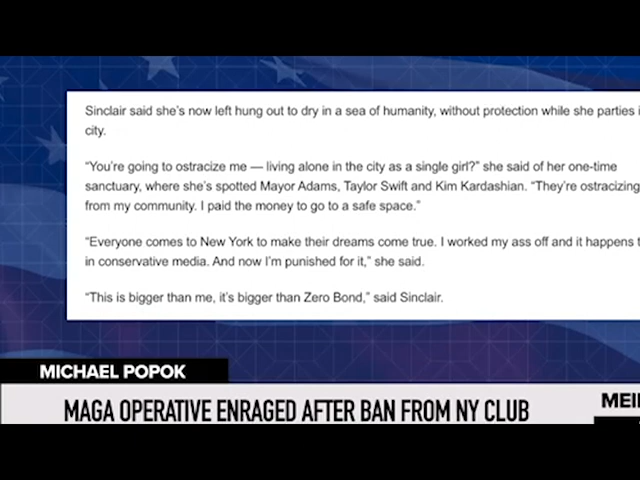 Sinclair said she's now left hung out to dry in a sea of humanity, without protection while she parties i
city.
"You're going to ostracize me — living alone in the city as a single girl?" she said of her one-time
sanctuary, where she's spotted Mayor Adams, Taylor Swift and Kim Kardashian. "They're ostracizing
from my community. I paid the money to go to a safe space."
"Everyone comes to New York to make their dreams come true. I worked my ass off and it happens t
in conservative media. And now I'm punished for it," she said.
"This is bigger than me, it's bigger than Zero Bond," said Sinclair.
MICHAEL POPOK
MAGA OPERATIVE ENRAGED AFTER BAN FROM NY CLUB
MEI